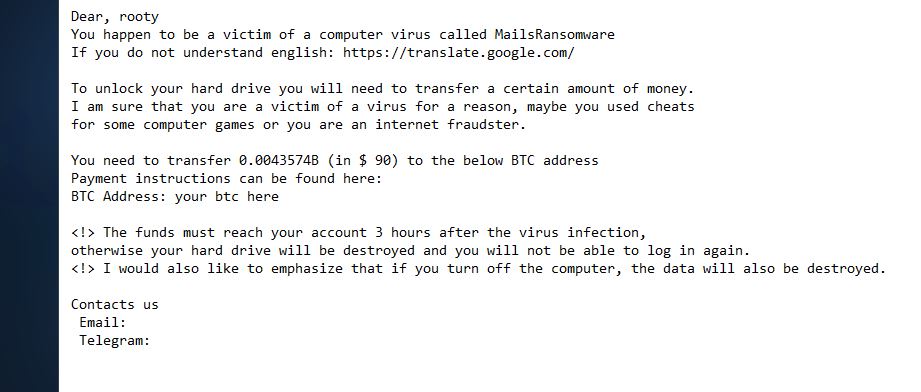 Dear, rooty
You happen to be a victim of a computer virus called MailsRansomware
If you do not understand english: https://translate.google.com/
To unlock your hard drive you will need to transfer a certain amount of money.
I am sure that you are a victim of a virus for a reason, maybe you used cheats
for some computer games or you are an internet fraudster.
You need to transfer 0.0043574B (in $ 90) to the below BTC address
Payment instructions can be found here:
BTC Address: your btc here
<!> The funds must reach your account 3 hours after the virus infection,
otherwise your hard drive will be destroyed and you will not be able to log in again.
<!> I would also like to emphasize that if you turn off the computer, the data will also be destroyed.
Contacts us
Email:
Telegram: